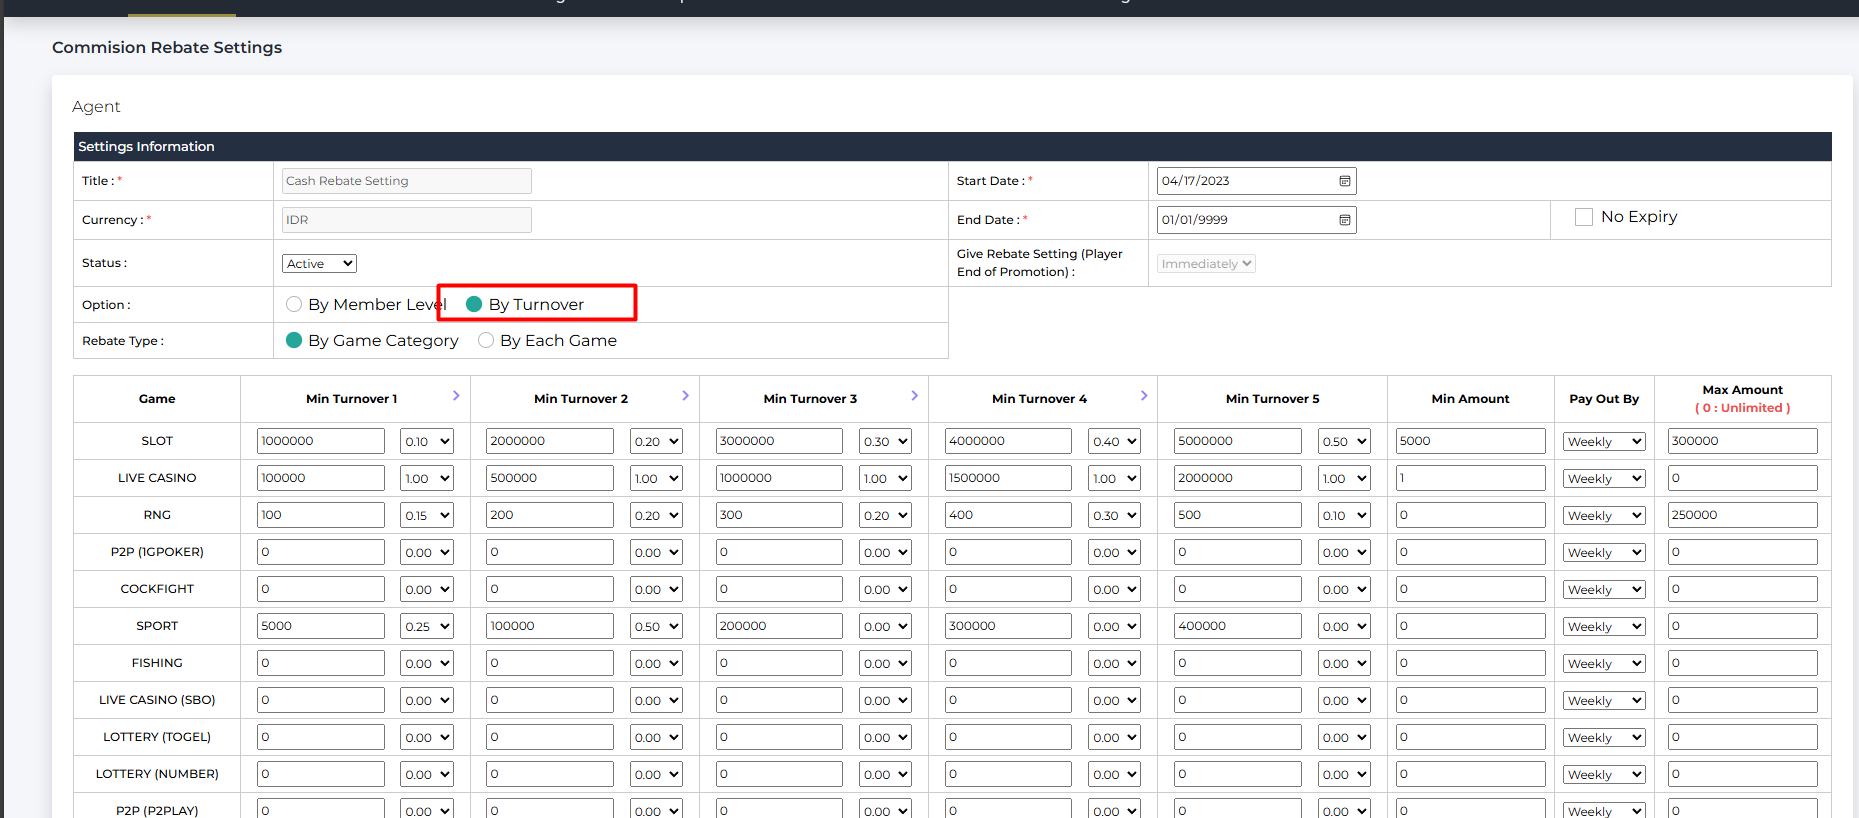 Commision Rebate Settings
Agent
Settings Information
Title : * Cash Rebate Setting Start Date : * 04/17/2023
Currency : * IDR End Date : * 01/01/9999 No Expiry
Status : Active Give Rebate Setting (Player End of Promotion) : Immediately
Option : By Member Level By Turnover
Rebate Type : By Game Category By Each Game
Game Min Turnover 1 Min Turnover 2 Min Turnover 3 Min Turnover 4 Min Turnover 5 Min Amount Pay Out By Max Amount ( 0 : Unlimited )
SLOT 1000000 0.10 2000000 0.20 3000000 0.30 4000000 0.40 5000000 0.50 5000 Weekly 300000
LIVE CASINO 100000 1.00 500000 1.00 1000000 1.00 1500000 1.00 2000000 1.00 1 Weekly 0
RNG 100 0.15 200 0.20 300 0.20 400 0.30 500 0.10 0 Weekly 250000
P2P (1GPOKER) 0 0.00 0 0.00 0 0.00 0 0.00 0 0.00 0 Weekly 0
COCKFIGHT 0 0.00 0 0.00 0 0.00 0 0.00 0 0.00 0 Weekly 0
SPORT 5000 0.25 100000 0.50 200000 0.00 300000 0.00 400000 0.00 0 Weekly 0
FISHING 0 0.00 0 0.00 0 0.00 0 0.00 0 0.00 0 Weekly 0
LIVE CASINO (SBO) 0 0.00 0 0.00 0 0.00 0 0.00 0 0.00 0 Weekly 0
LOTTERY (TOGEL) 0 0.00 0 0.00 0 0.00 0 0.00 0 0.00 0 Weekly 0
LOTTERY (NUMBER) 0 0.00 0 0.00 0 0.00 0 0.00 0 0.00 0 Weekly 0
P2P (P2PLAY) 0 0.00 0 0.00 0 0.00 0 0.00 0 0.00 0 Weekly 0